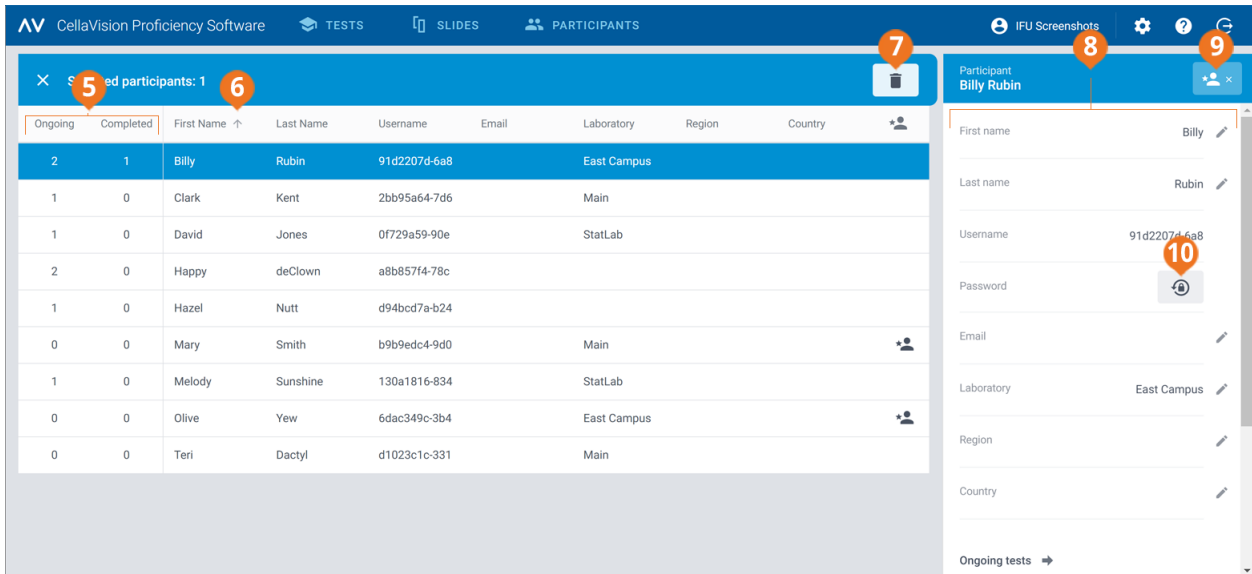 CellaVision Proficiency Software TESTS SLIDES PARTICIPANTS IFU Screenshots
7 8 9
S ed participants: 1
5 6
Participant
Billy Rubin
Ongoing Completed First Name Last Name Username Email Laboratory Region Country
2 1 Billy Rubin 91d2207d-6a8 East Campus
1 0 Clark Kent 2bb95a64-7d6 Main
1 0 David Jones 0f729a59-90e StatLab
2 0 Happy deClown a8b857f4-78c
1 0 Hazel Nutt d94bcd7a-b24
0 0 Mary Smith b9b9edc4-9d0 Main
1 0 Melody Sunshine 130a1816-834 StatLab
0 0 Olive Yew 6dac349c-3b4 East Campus
0 0 Teri Dactyl d1023c1c-331 Main
First name Billy
Last name Rubin
Username 91d2207d-6a8
10
Password
Email
Laboratory East Campus
Region
Country
Ongoing tests